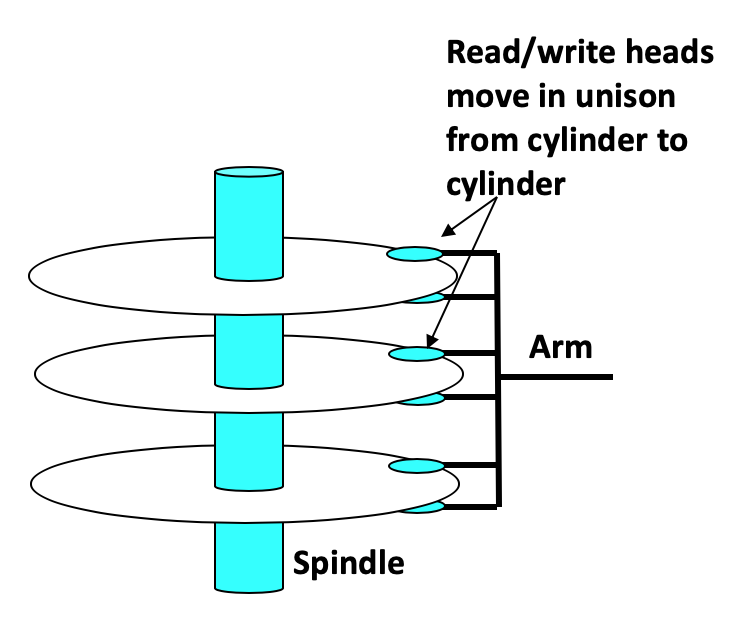 Read/write heads
move in unison
from cylinder to
cylinder
Arm
Spindle